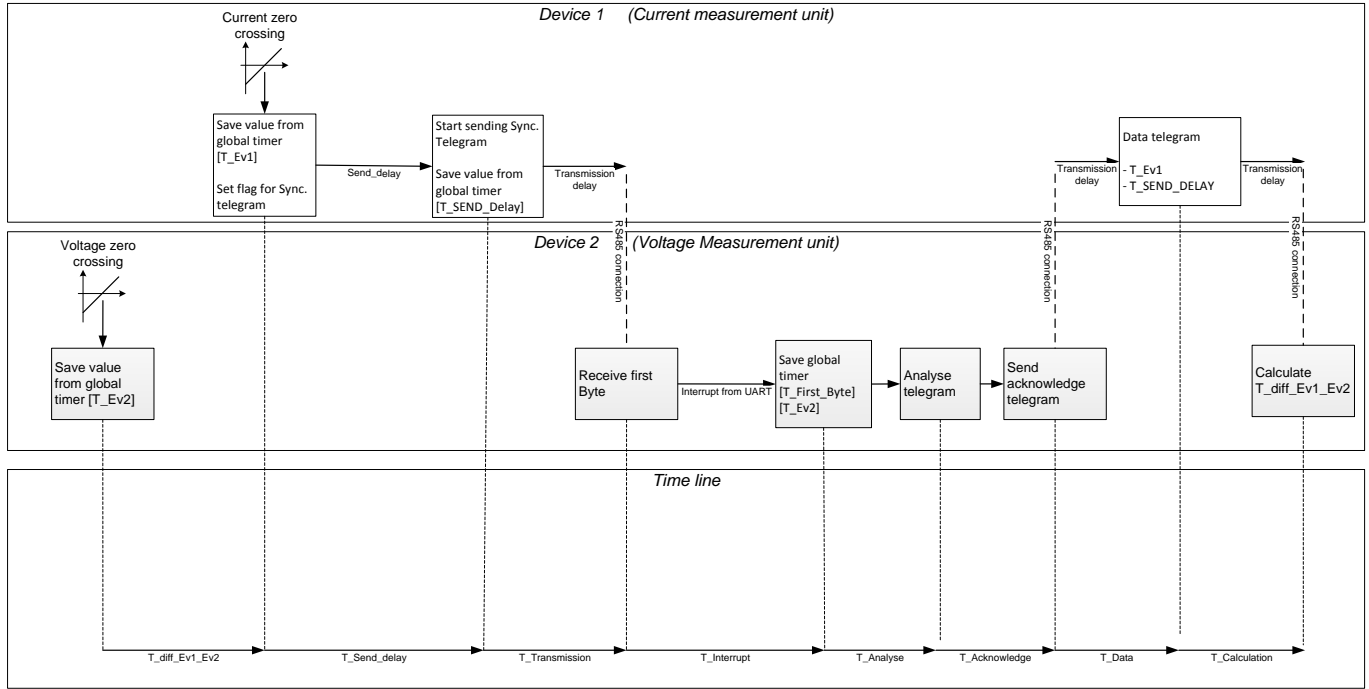 Device 1 (Current measurement unit)
Current zero
crossing
Save value from
global timer
[T_Ev1]
Set flag for Sync.
telegram
Send_delay
Start sending Sync.
Telegram
Save value from
global timer
[T_SEND_Delay]
Transmission
delay
RS485 connection
Transmission
delay
Data telegram
- T_Ev1
- T_SEND_DELAY
Transmission
delay
RS485 connection
RS485 connection
Device 2 (Voltage Measurement unit)
Voltage zero
crossing
Save value
from global
timer [T_Ev2]
Receive first
Byte
Interrupt from UART
Save global
timer
[T_First_Byte]
[T_Ev2]
Analyse
telegram
Send
acknowledge
telegram
Calculate
T_diff_Ev1_Ev2
Time line
T_diff_Ev1_Ev2
T_Send_delay
T_Transmission
T_Interrupt
T_Analyse
T_Acknowledge
T_Data
T_Calculation